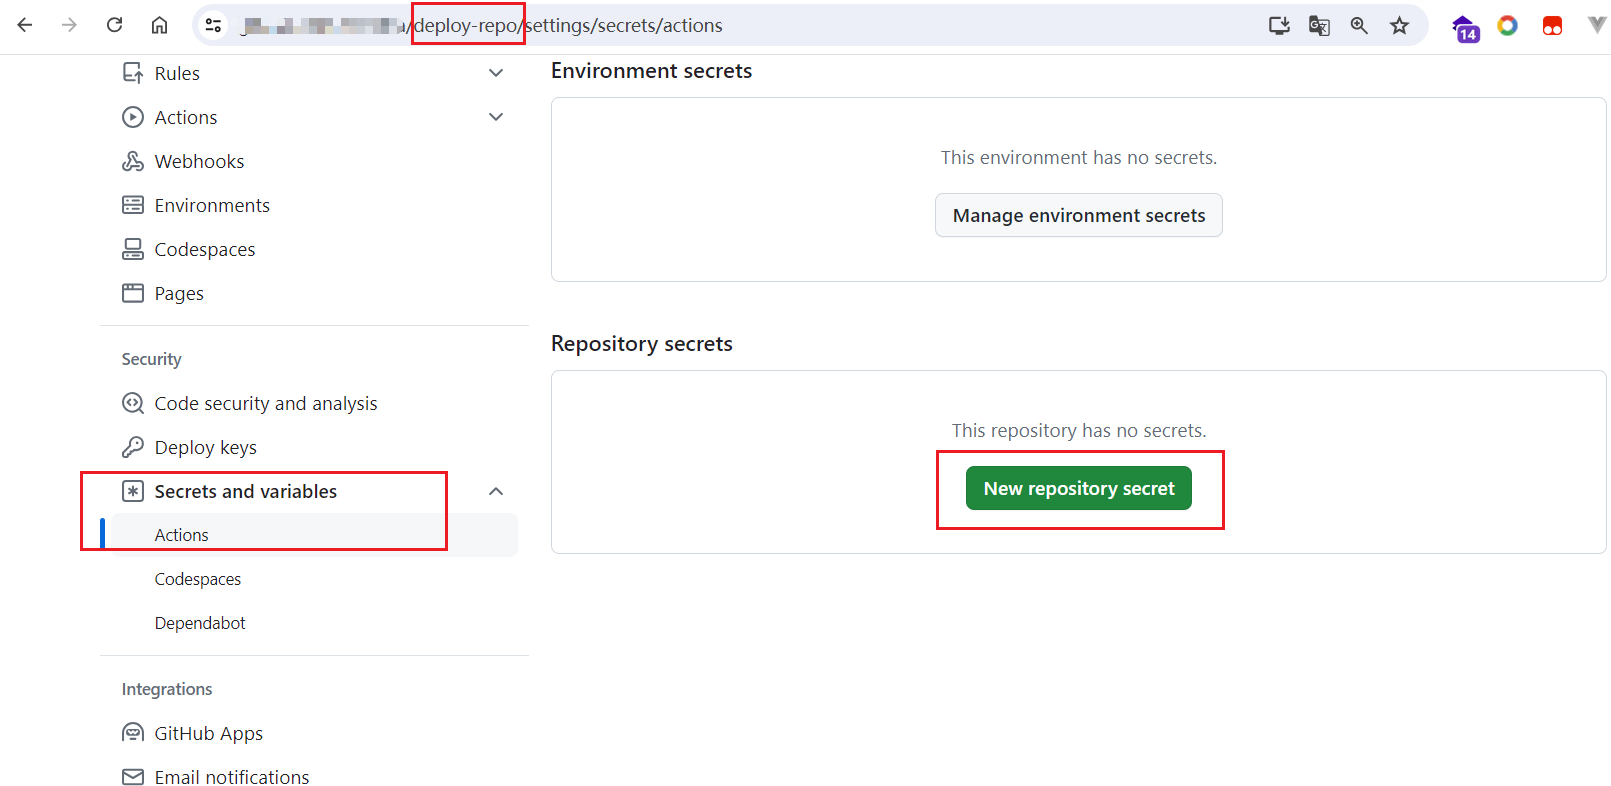 /deploy-repo/settings/secrets/actions
14
Rules
Actions
Webhooks
Environments
Codespaces
Pages
Security
Code security and analysis
Deploy keys
Secrets and variables
Actions
Codespaces
Dependabot
Integrations
GitHub Apps
Email notifications
Environment secrets
This environment has no secrets.
Manage environment secrets
Repository secrets
This repository has no secrets.
New repository secret